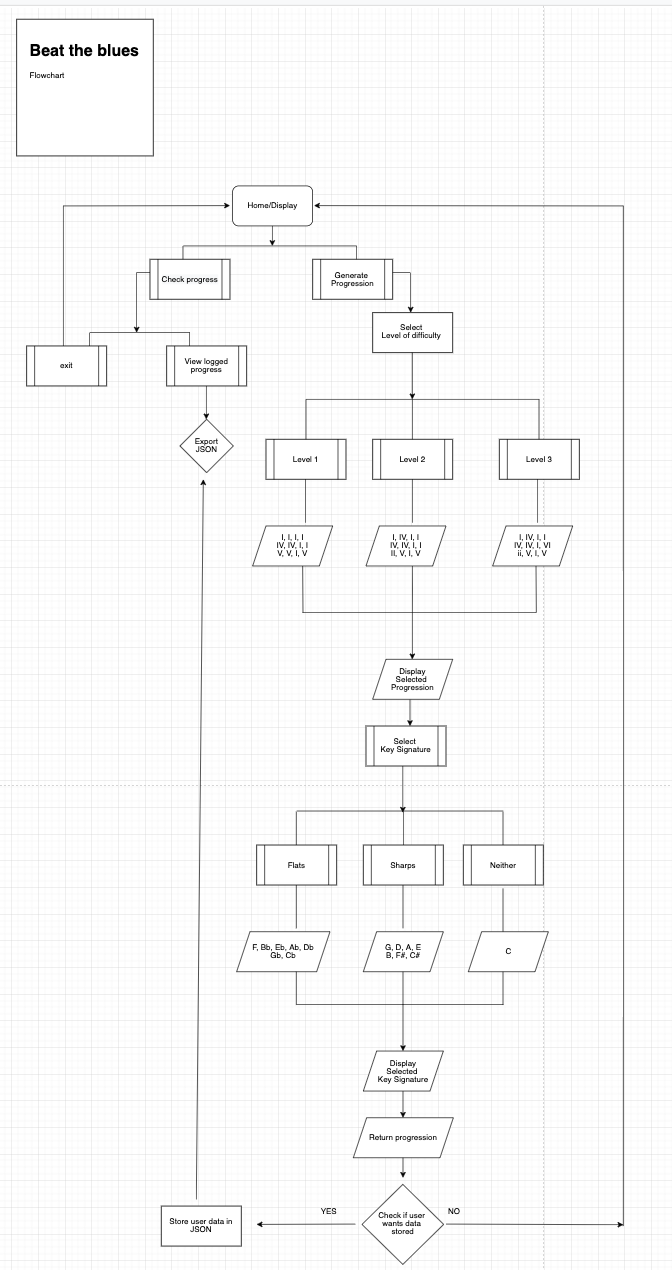 Beat the blues
Flowchart
Home/Display
Check progress
Generate
Progression
Select
Level of difficulty
exit
View logged
progress
Export
JSON
Level 1
Level 2
Level 3
I, I, I, I
IV, IV, I, I
V, V, I, V
I, IV, I, I
IV, IV, I, I
II, V, I, V
I, IV, I, I
IV, IV, I, VI
ii, V, I, V
Display
Selected
Progression
Select
Key Signature
Flats
Sharps
Neither
F, Bb, Eb, Ab, Db
Gb, Cb
G, D, A, E
B, F#, C#
C
Display
Selected
Key Signature
Return progression
YES
NO
Check if user
wants data
stored
Store user data in
JSON